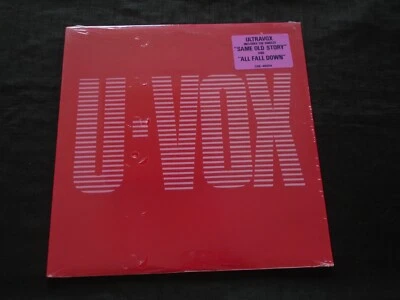 ULTRAVOX
"SAME OLD STORY"
"ALL FALL DOWN"
U-VOX